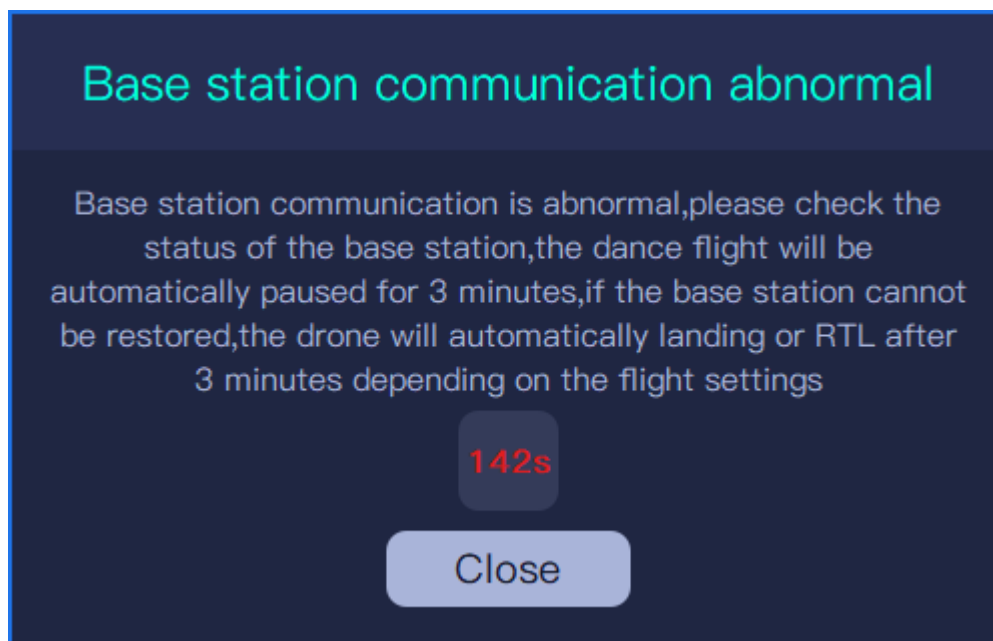 Base station communication abnormal
Base station communication is abnormal,please check the
status of the base station,the dance flight will be
automatically paused for 3 minutes,if the base station cannot
be restored,the drone will automatically landing or RTL after
3 minutes depending on the flight settings
142s
Close